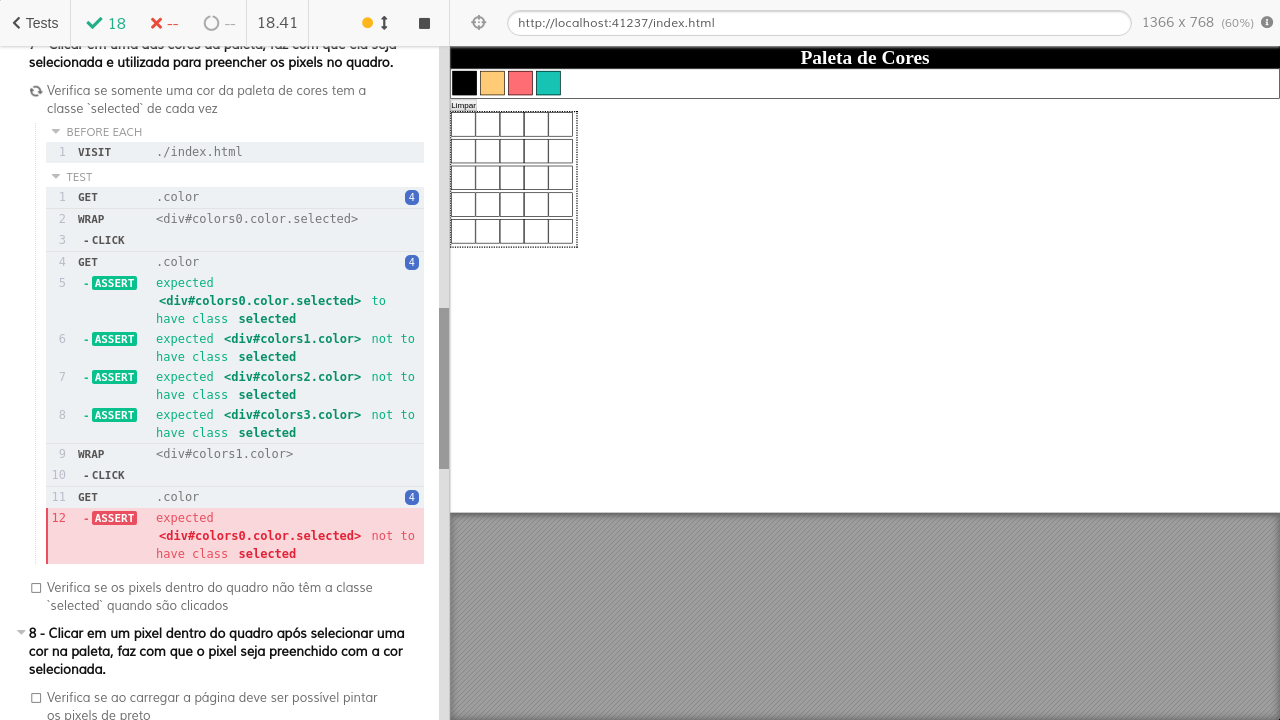 Tests
18
--
--
18.41
http://localhost:41237/index.html
1366 x 768 (60%)
7 - Clicar em uma das cores da paleta, faz com que ela seja
selecionada e utilizada para preencher os pixels no quadro.
Verifica se somente uma cor da paleta de cores tem a
classe `selected` de cada vez
BEFORE EACH
1 VISIT ./index.html
TEST
1 GET .color 4
2 WRAP <div#colors0.color.selected>
3 -CLICK
4 GET .color 4
5 -ASSERT expected
<div#colors0.color.selected> to
have class selected
6 -ASSERT expected <div#colors1.color> not to
have class selected
7 -ASSERT expected <div#colors2.color> not to
have class selected
8 -ASSERT expected <div#colors3.color> not to
have class selected
9 WRAP <div#colors1.color>
10 -CLICK
11 GET .color 4
12 -ASSERT expected
<div#colors0.color.selected> not to
have class selected
Verifica se os pixels dentro do quadro não têm a classe
`selected` quando são clicados
8 - Clicar em um pixel dentro do quadro após selecionar uma
cor na paleta, faz com que o pixel seja preenchido com a cor
selecionada.
Verifica se ao carregar a página deve ser possível pintar
os pixels de preto
Paleta de Cores
Limpar